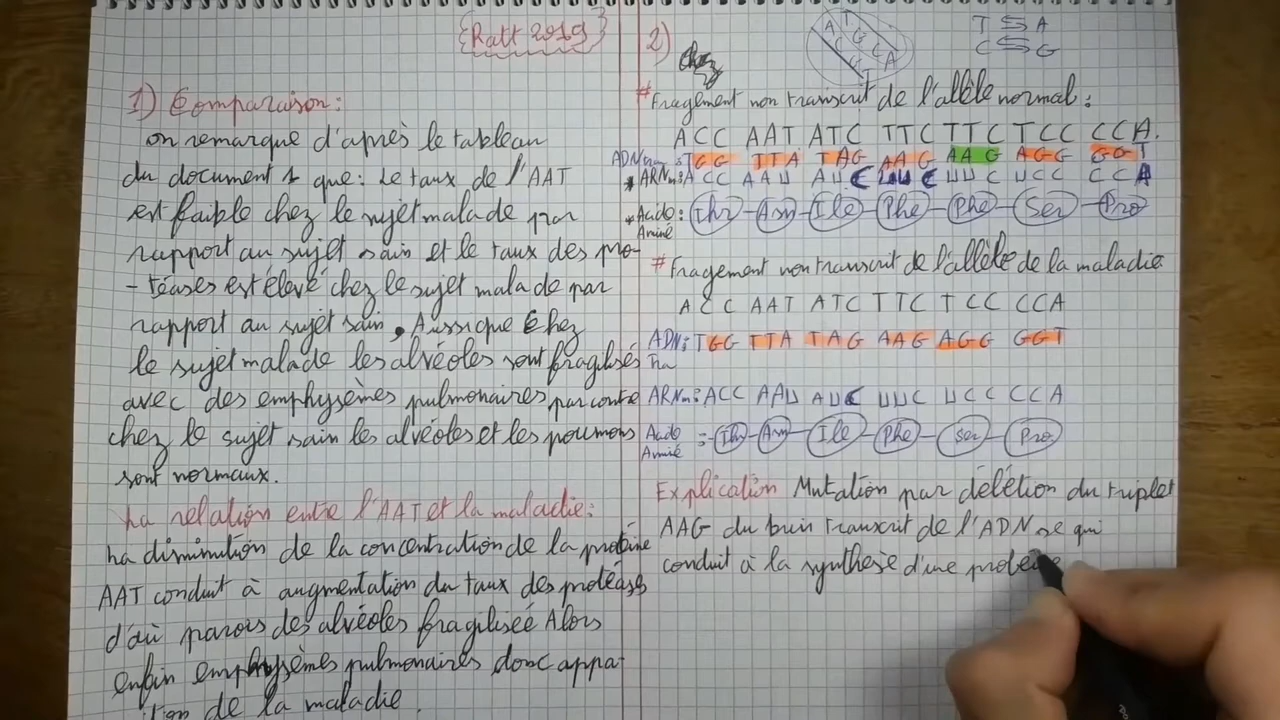 Ratt 2019
1) Comparaison:
on remarque d'après le tableau
du document 1 que: le taux de l'AAT
est faible chez le sujet malade par
rapport au sujet sain et le taux des pro-
-téases est élevé chez le sujet malade par
rapport au sujet sain. Aussi que chez
le sujet malade les alvéoles sont fragilisés
avec des emphysèmes pulmonaires par contre
chez le sujet sain les alvéoles et les poumons
sont normaux.
La relation entre l'AAT et la maladie:
La diminution de la concentration de la protéine
AAT conduit à augmentation du taux des protéases
d'où parois des alvéoles fragiliseé Alors
enfin emphysèmes pulmonaires donc appa-
tion de la maladie.
2)
T A
C G
#Fragement non transcrit de l'allèle normal:
ACC AAT ATC TTC TTC TCC CCA.
ADN : TGG TTA TAG AAG AAG AGG GGT
*ARNm: ACC AAU AUC UUC UUC UCC CCA
*Acide Aminé : Thr - Asn - Ile - Phe - Phe - Ser - Pro
#Fragement non transcrit de l'allèle de la maladie
ACC AAT ATC TTC TCC CCA
ADN: TGG TTA TAG AAG AGG GGT
ARNm: ACC AAU AUC UUC UCC CCA
Acide Aminé : Thr - Asn - Ile - Phe - Ser - Pro
Explication Mutation par délétion du triplet
AAG du brin transcrit de l'ADN se qui
conduit à la synthese d'une